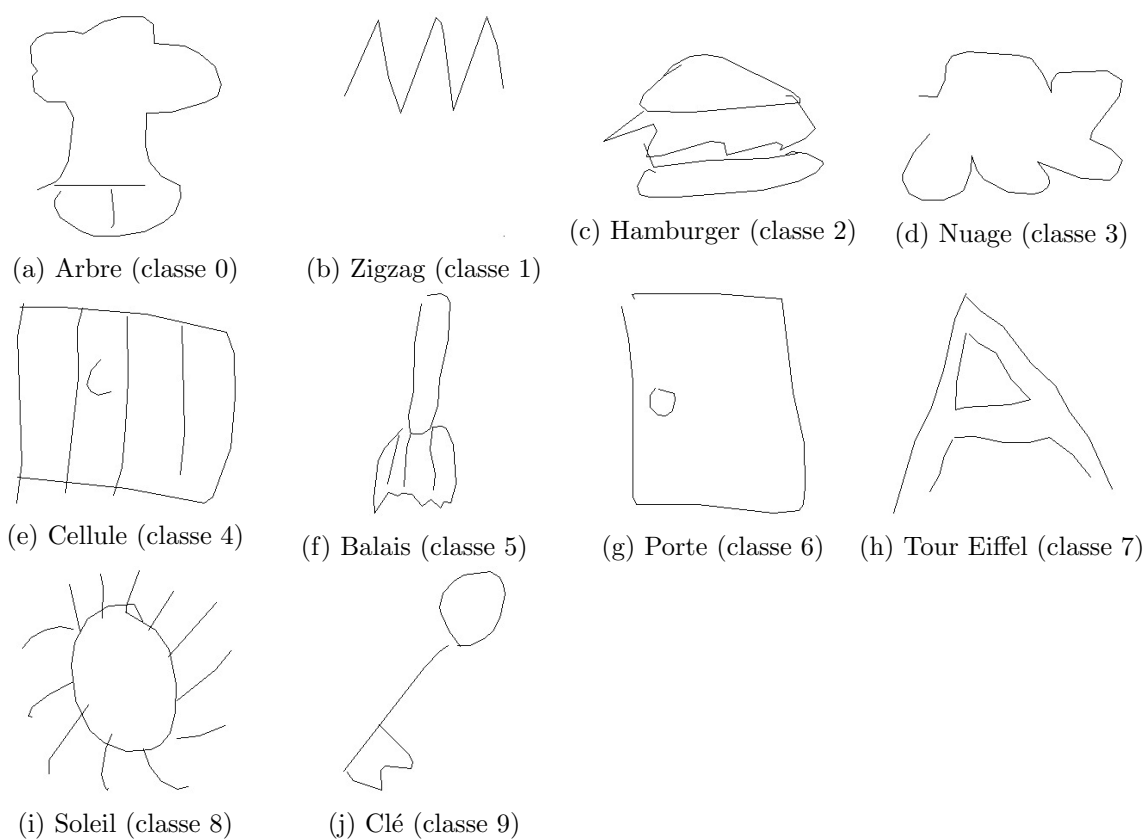 (a) Arbre (classe 0)
(b) Zigzag (classe 1)
(c) Hamburger (classe 2)
(d) Nuage (classe 3)
(e) Cellule (classe 4)
(f) Balais (classe 5)
(g) Porte (classe 6)
(h) Tour Eiffel (classe 7)
(i) Soleil (classe 8)
(j) Clé (classe 9)